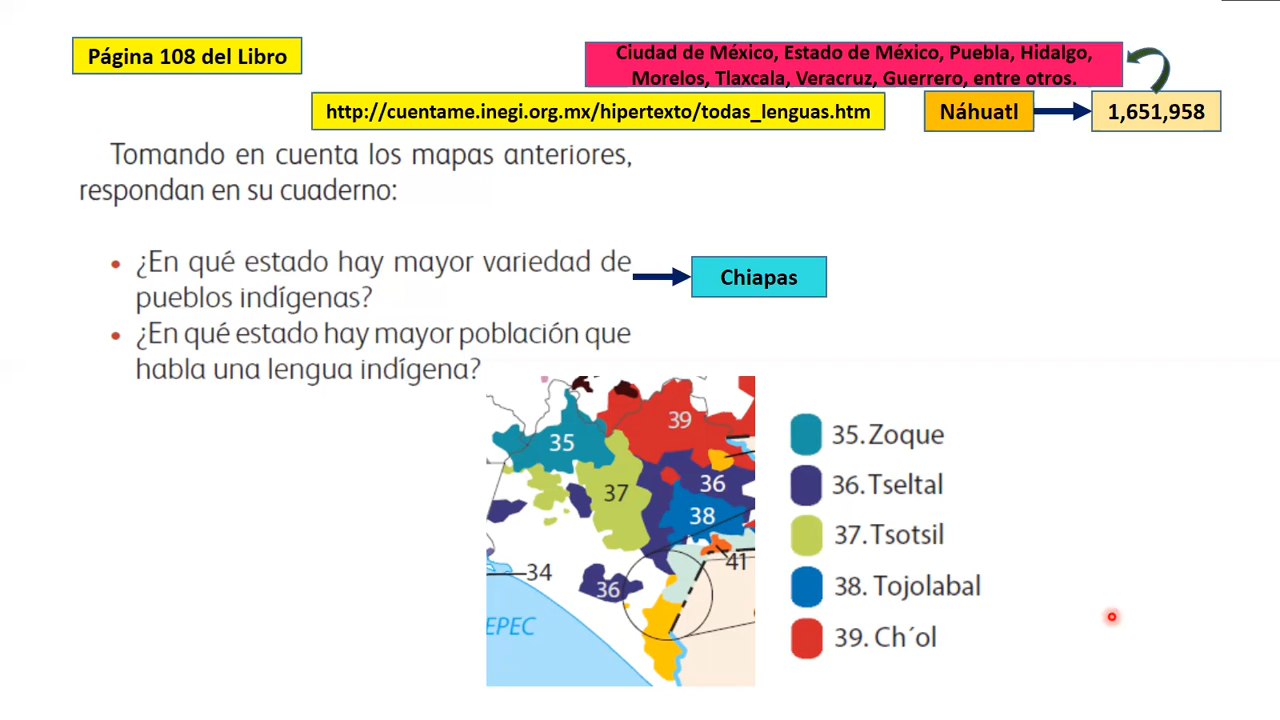 Página 108 del Libro
Ciudad de México, Estado de México, Puebla, Hidalgo,
Morelos, Tlaxcala, Veracruz, Guerrero, entre otros.
http://cuentame.inegi.org.mx/hipertexto/todas_lenguas.htm
Náhuatl
1,651,958
Tomando en cuenta los mapas anteriores,
respondan en su cuaderno:
• ¿En qué estado hay mayor variedad de
pueblos indígenas?
Chiapas
• ¿En qué estado hay mayor población que
habla una lengua indígena?
39
35
36
37
38
41
34
36
EPEC
35. Zoque
36. Tseltal
37. Tsotsil
38. Tojolabal
39. Ch´ol